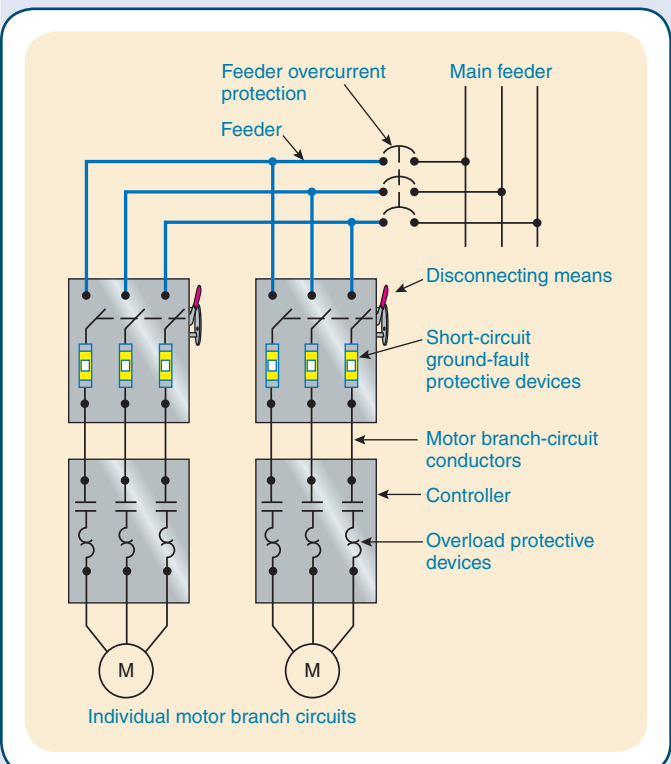 Feeder overcurrent
protection
Main feeder
Feeder
Disconnecting means
Short-circuit
ground-fault
protective devices
Motor branch-circuit
conductors
Controller
Overload protective
devices
M
M
Individual motor branch circuits